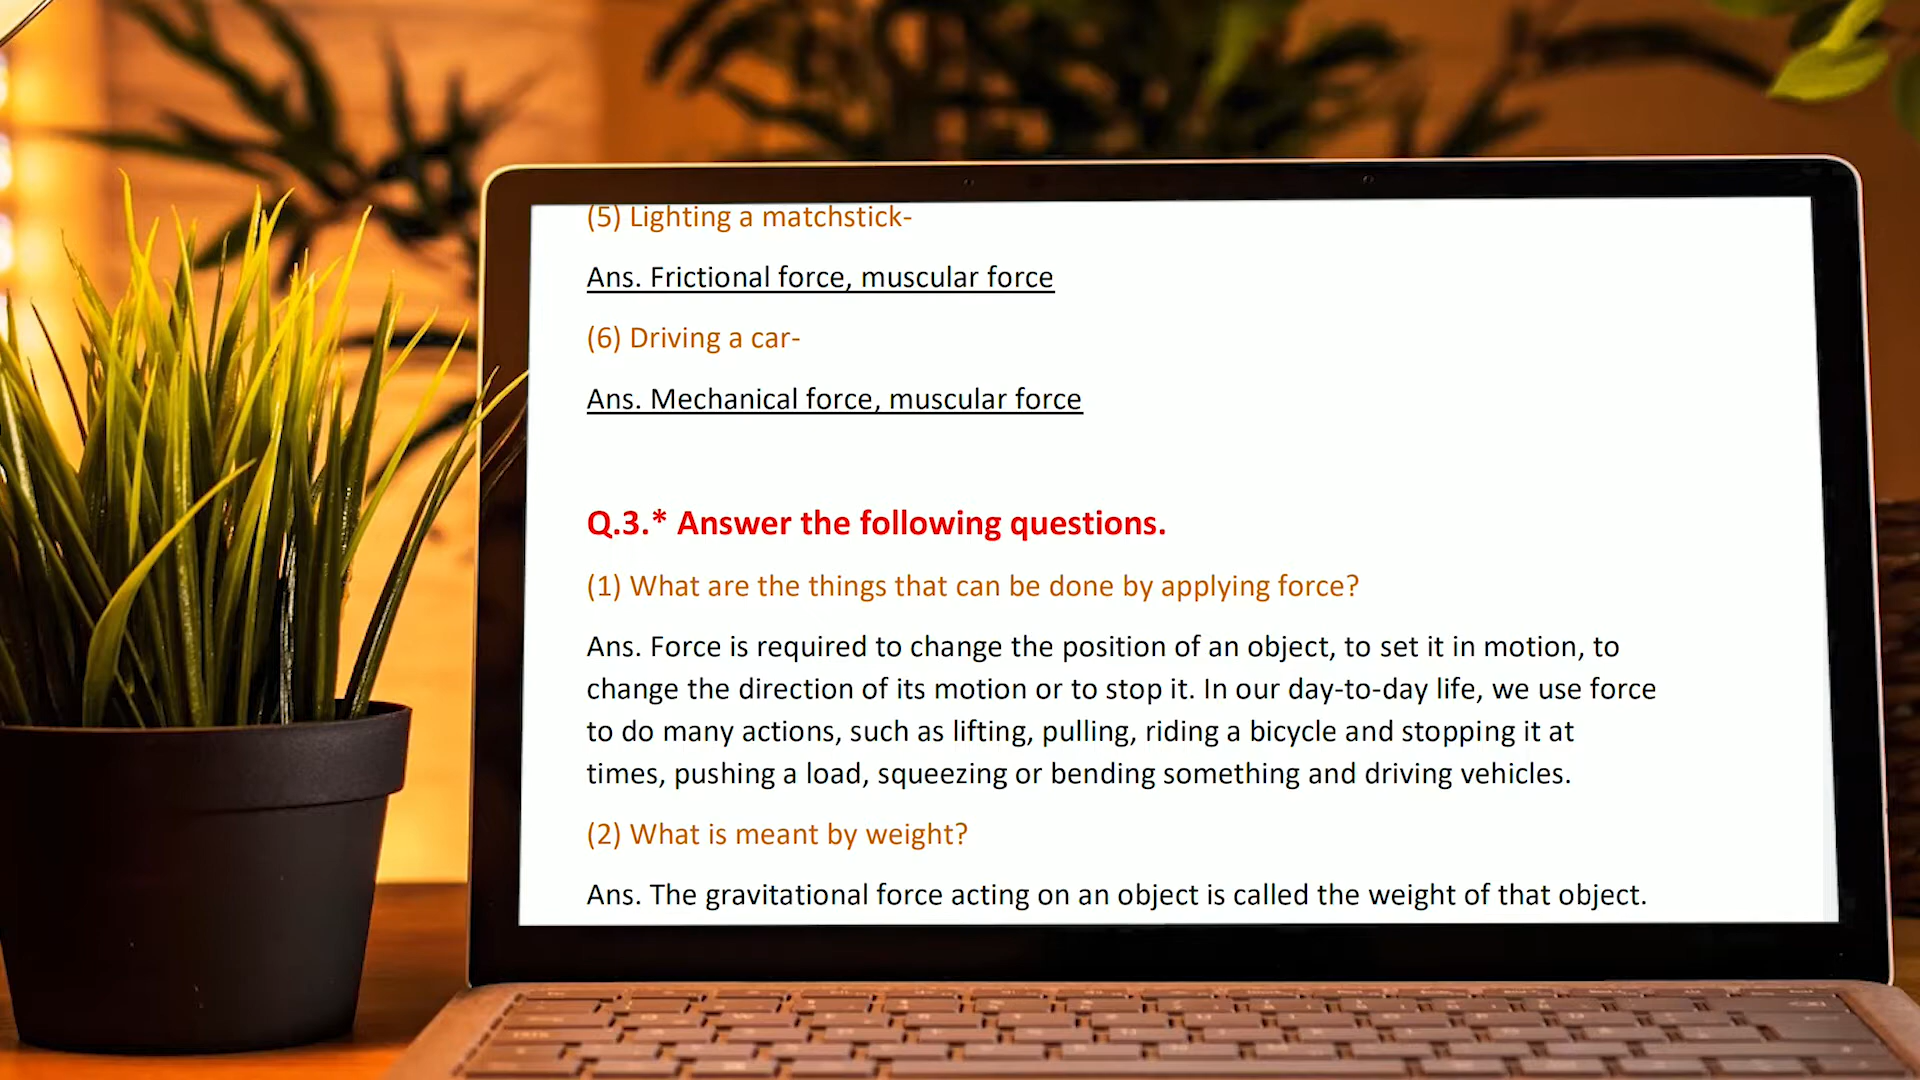 (5) Lighting a matchstick-
Ans. Frictional force, muscular force
(6) Driving a car-
Ans. Mechanical force, muscular force
Q.3.* Answer the following questions.
(1) What are the things that can be done by applying force?
Ans. Force is required to change the position of an object, to set it in motion, to
change the direction of its motion or to stop it. In our day-to-day life, we use force
to do many actions, such as lifting, pulling, riding a bicycle and stopping it at
times, pushing a load, squeezing or bending something and driving vehicles.
(2) What is meant by weight?
Ans. The gravitational force acting on an object is called the weight of that object.